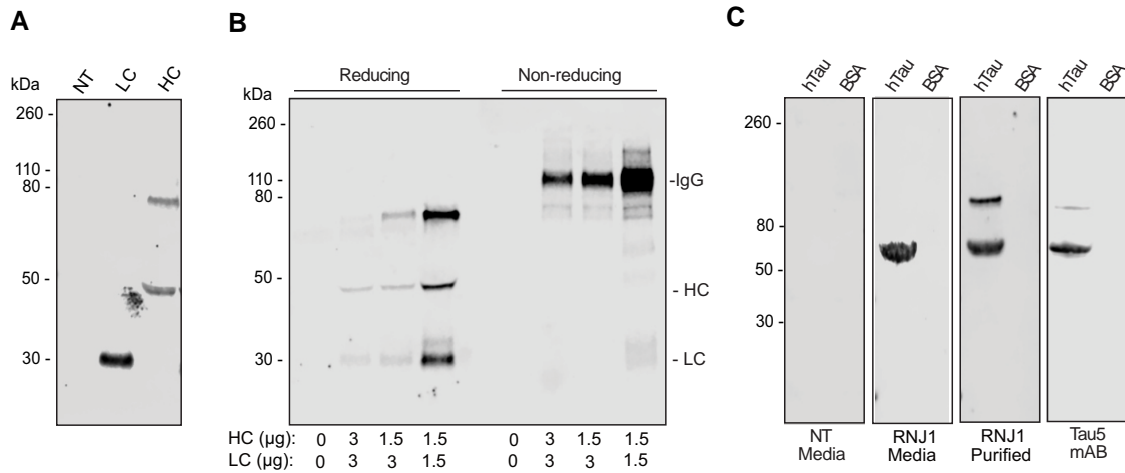 A
NT LC HC
kDa
260 -
110 -
80 -
50 -
30 -
B
Reducing Non-reducing
kDa
260 -
110 -
80 -
50 -
30 -
-IgG
- HC
- LC
HC (µg): 0 3 1.5 1.5 0 3 1.5 1.5
LC (µg): 0 3 3 1.5 0 3 3 1.5
C
hTau BSA hTau BSA hTau BSA hTau BSA
260 -
80 -
50 -
30 -
NT
Media
RNJ1
Media
RNJ1
Purified
Tau5
mAB